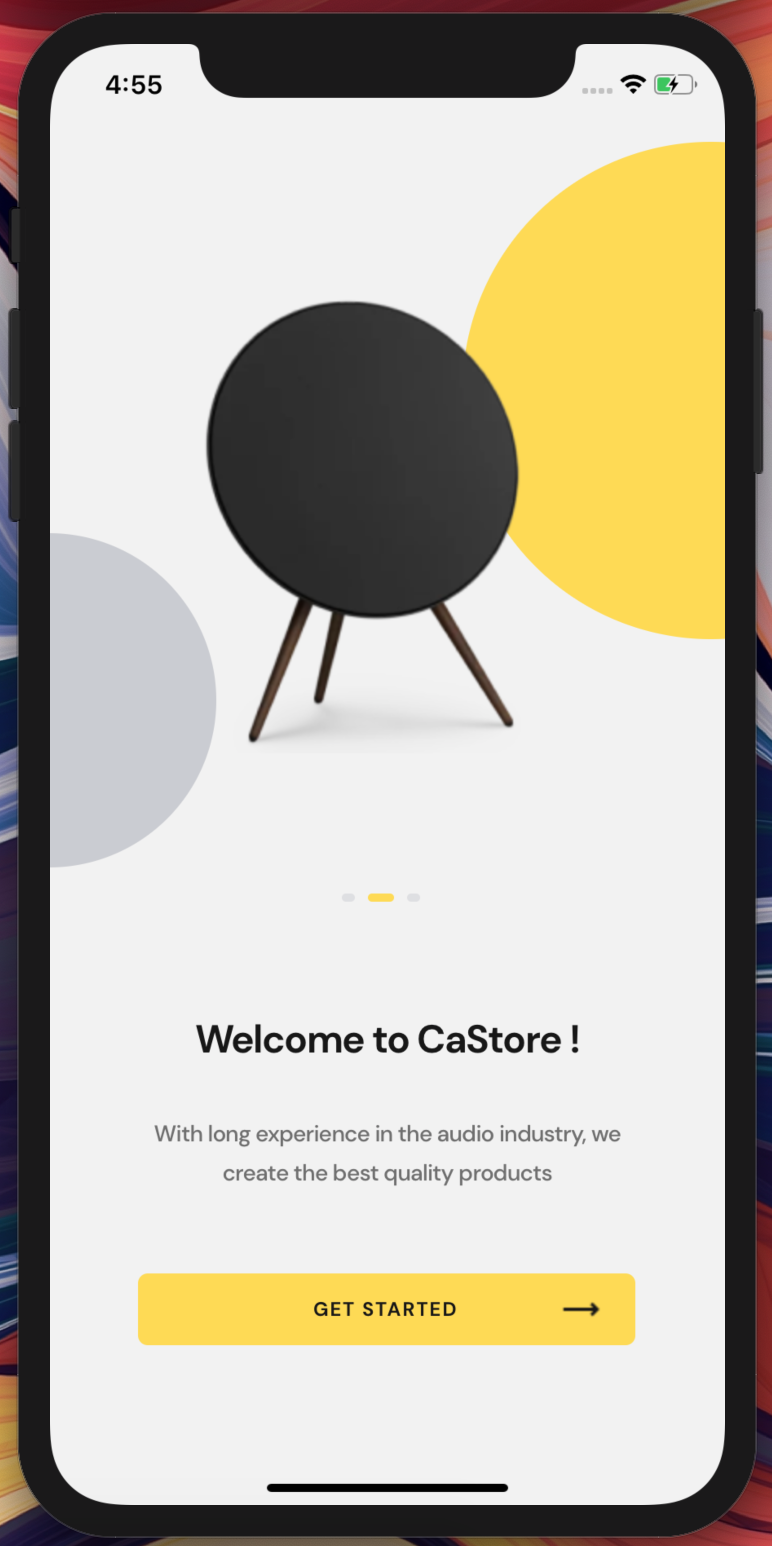 4:55
Welcome to CaStore !
With long experience in the audio industry, we
create the best quality products
GET STARTED